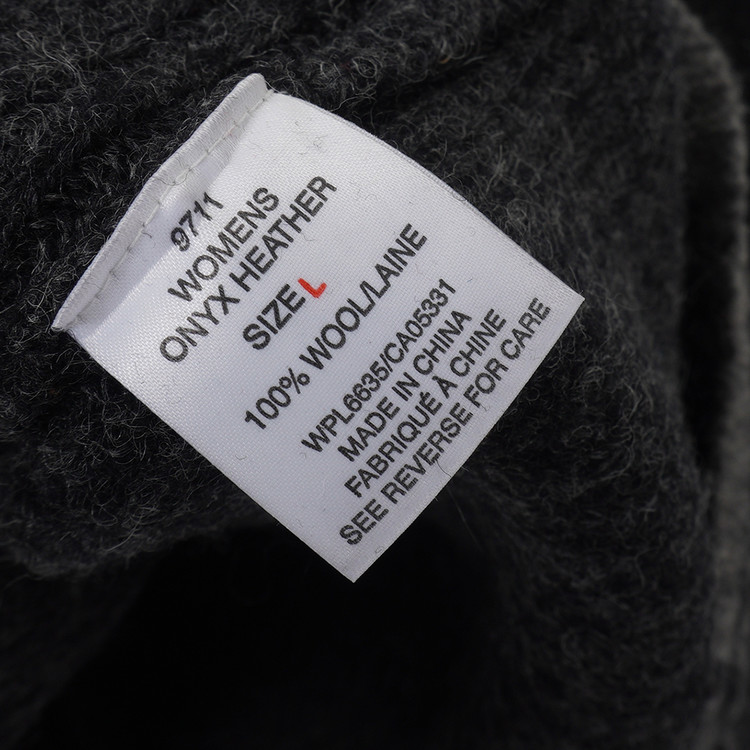 9711
WOMENS
ONYX HEATHER
SIZE L
100% WOOL/LAINE
WPL6635/CA05331
MADE IN CHINA
FABRIQUÉ À CHINE
SEE REVERSE FOR CARE